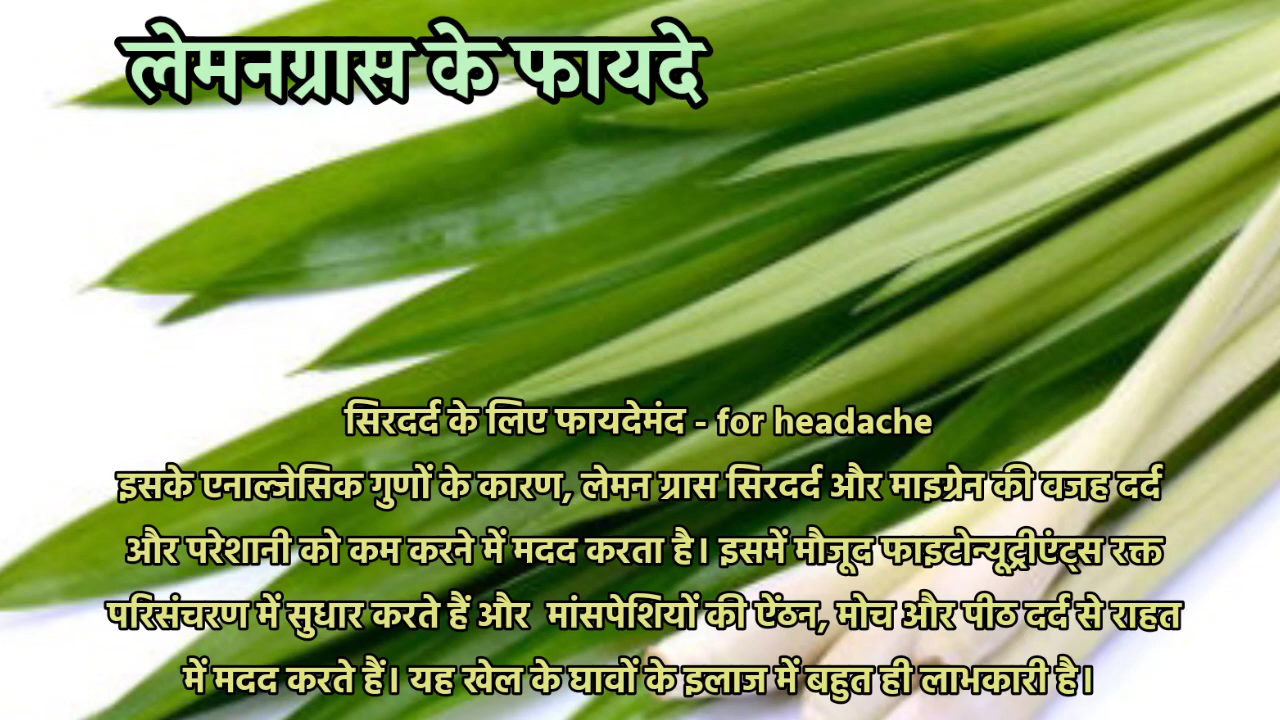 लेमनग्रास के फायदे
सिरदर्द के लिए फायदेमंद - for headache
इसके एनाल्जेसिक गुणों के कारण, लेमन ग्रास सिरदर्द और माइग्रेन की वजह दर्द
और परेशानी को कम करने में मदद करता है। इसमें मौजूद फाइटोन्यूट्रीएंट्स रक्त
परिसंचरण में सुधार करते हैं और मांसपेशियों की ऐंठन, मोच और पीठ दर्द से राहत
में मदद करते हैं। यह खेल के घावों के इलाज में बहुत ही लाभकारी है।